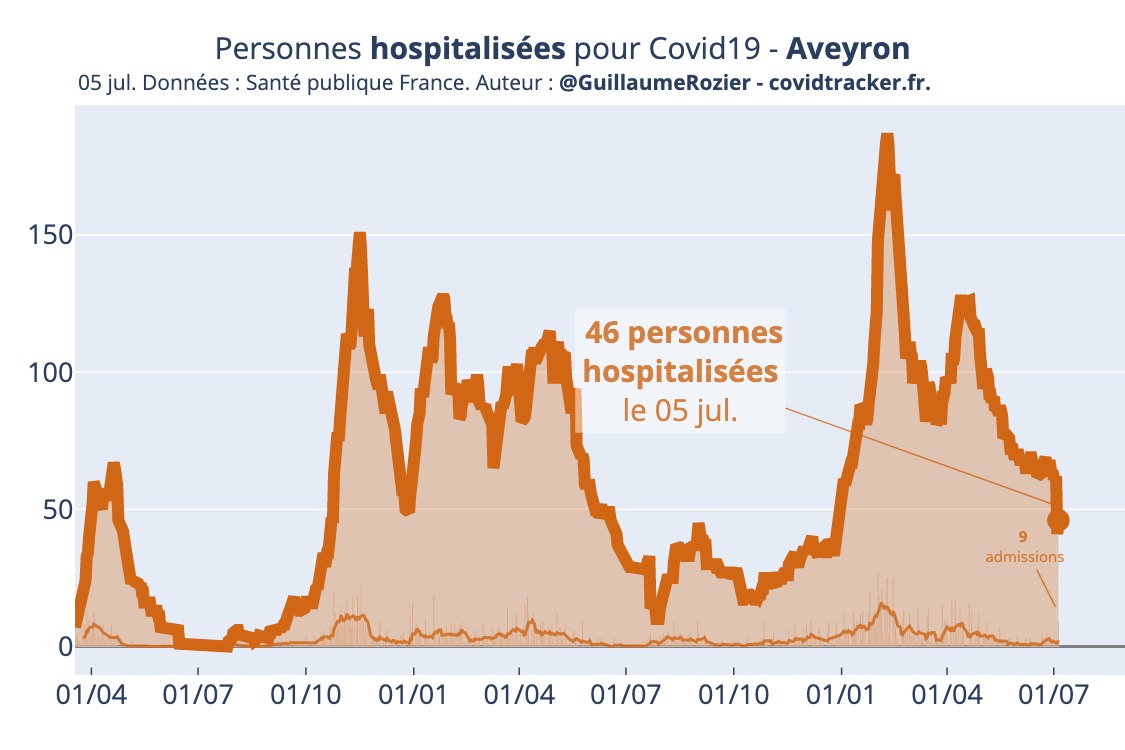 Personnes hospitalisées pour Covid19 - Aveyron
05 jul. Données : Santé publique France. Auteur : @GuillaumeRozier - covidtracker.fr.
150
100
50
0
46 personnes
hospitalisées
le 05 jul.
9
admissions
01/04 01/07 01/10 01/01 01/04 01/07 01/10 01/01 01/04 01/07